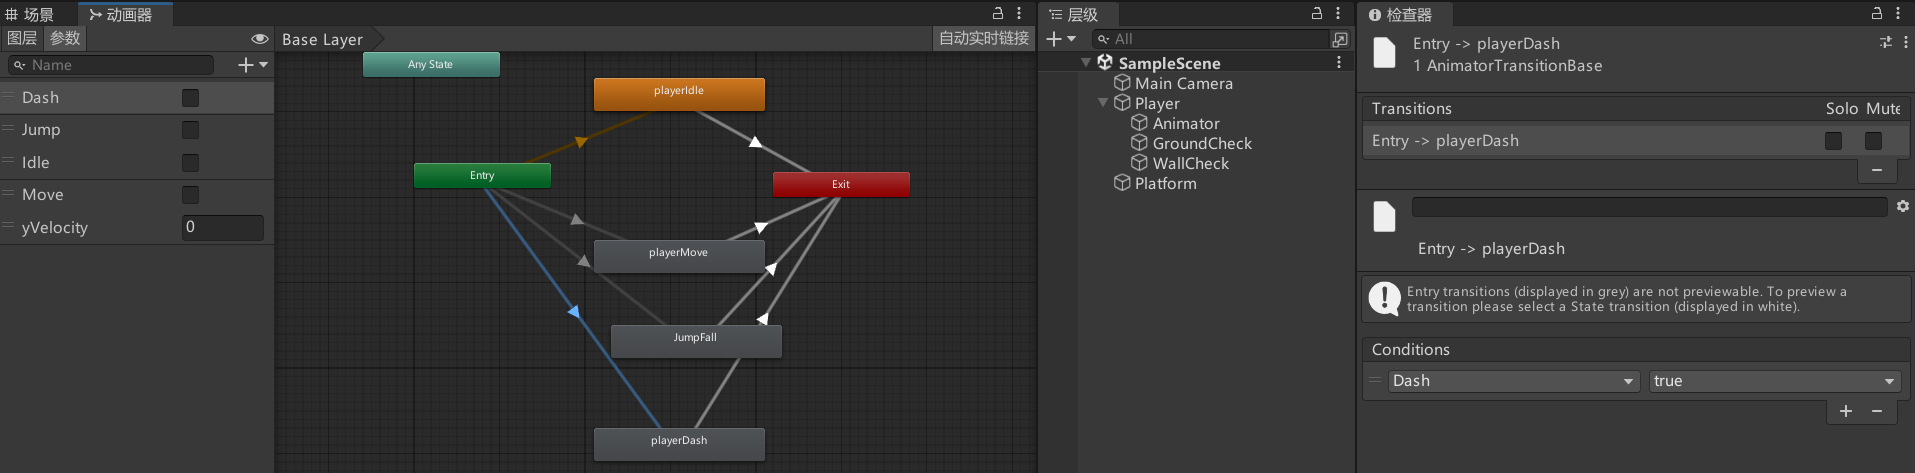 场景
动画器
图层
参数
Name
Dash
Jump
Idle
Move
yVelocity
0
Base Layer
自动实时链接
Any State
playerIdle
Entry
Exit
playerMove
JumpFall
playerDash
层级
All
SampleScene
Main Camera
Player
Animator
GroundCheck
WallCheck
Platform
检查器
Entry -> playerDash
1 AnimatorTransitionBase
Transitions
Solo
Mute
Entry -> playerDash
Entry -> playerDash
Entry transitions (displayed in grey) are not previewable. To preview a
transition please select a State transition (displayed in white).
Conditions
Dash
true